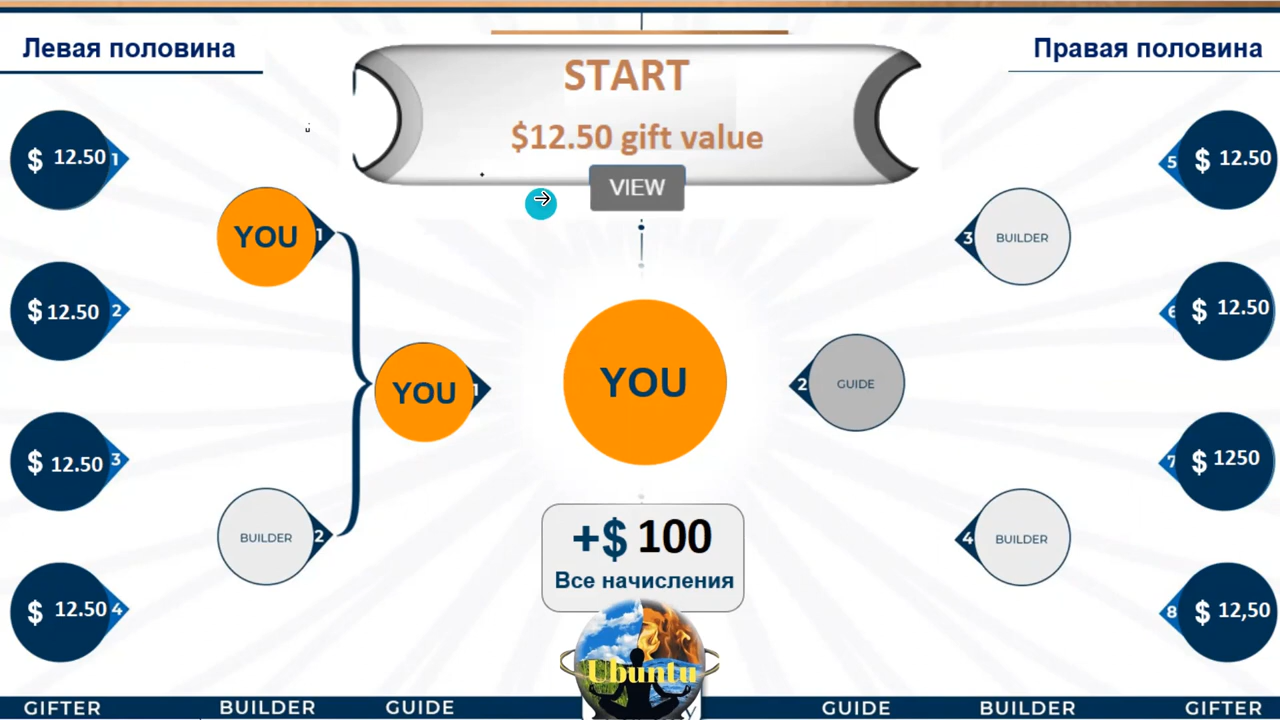 Левая половина
START
$12.50 gift value
VIEW
Правая половина
$ 12.50 1
YOU 1
$ 12.50 2
YOU 1
$ 12.50 3
BUILDER 2
$ 12.50 4
YOU
+$ 100
Все начисления
Ubuntu
5 $ 12.50
3 BUILDER
6 $ 12.50
2 GUIDE
7 $ 1250
4 BUILDER
8 $ 12,50
GIFTER BUILDER GUIDE
GUIDE BUILDER GIFTER